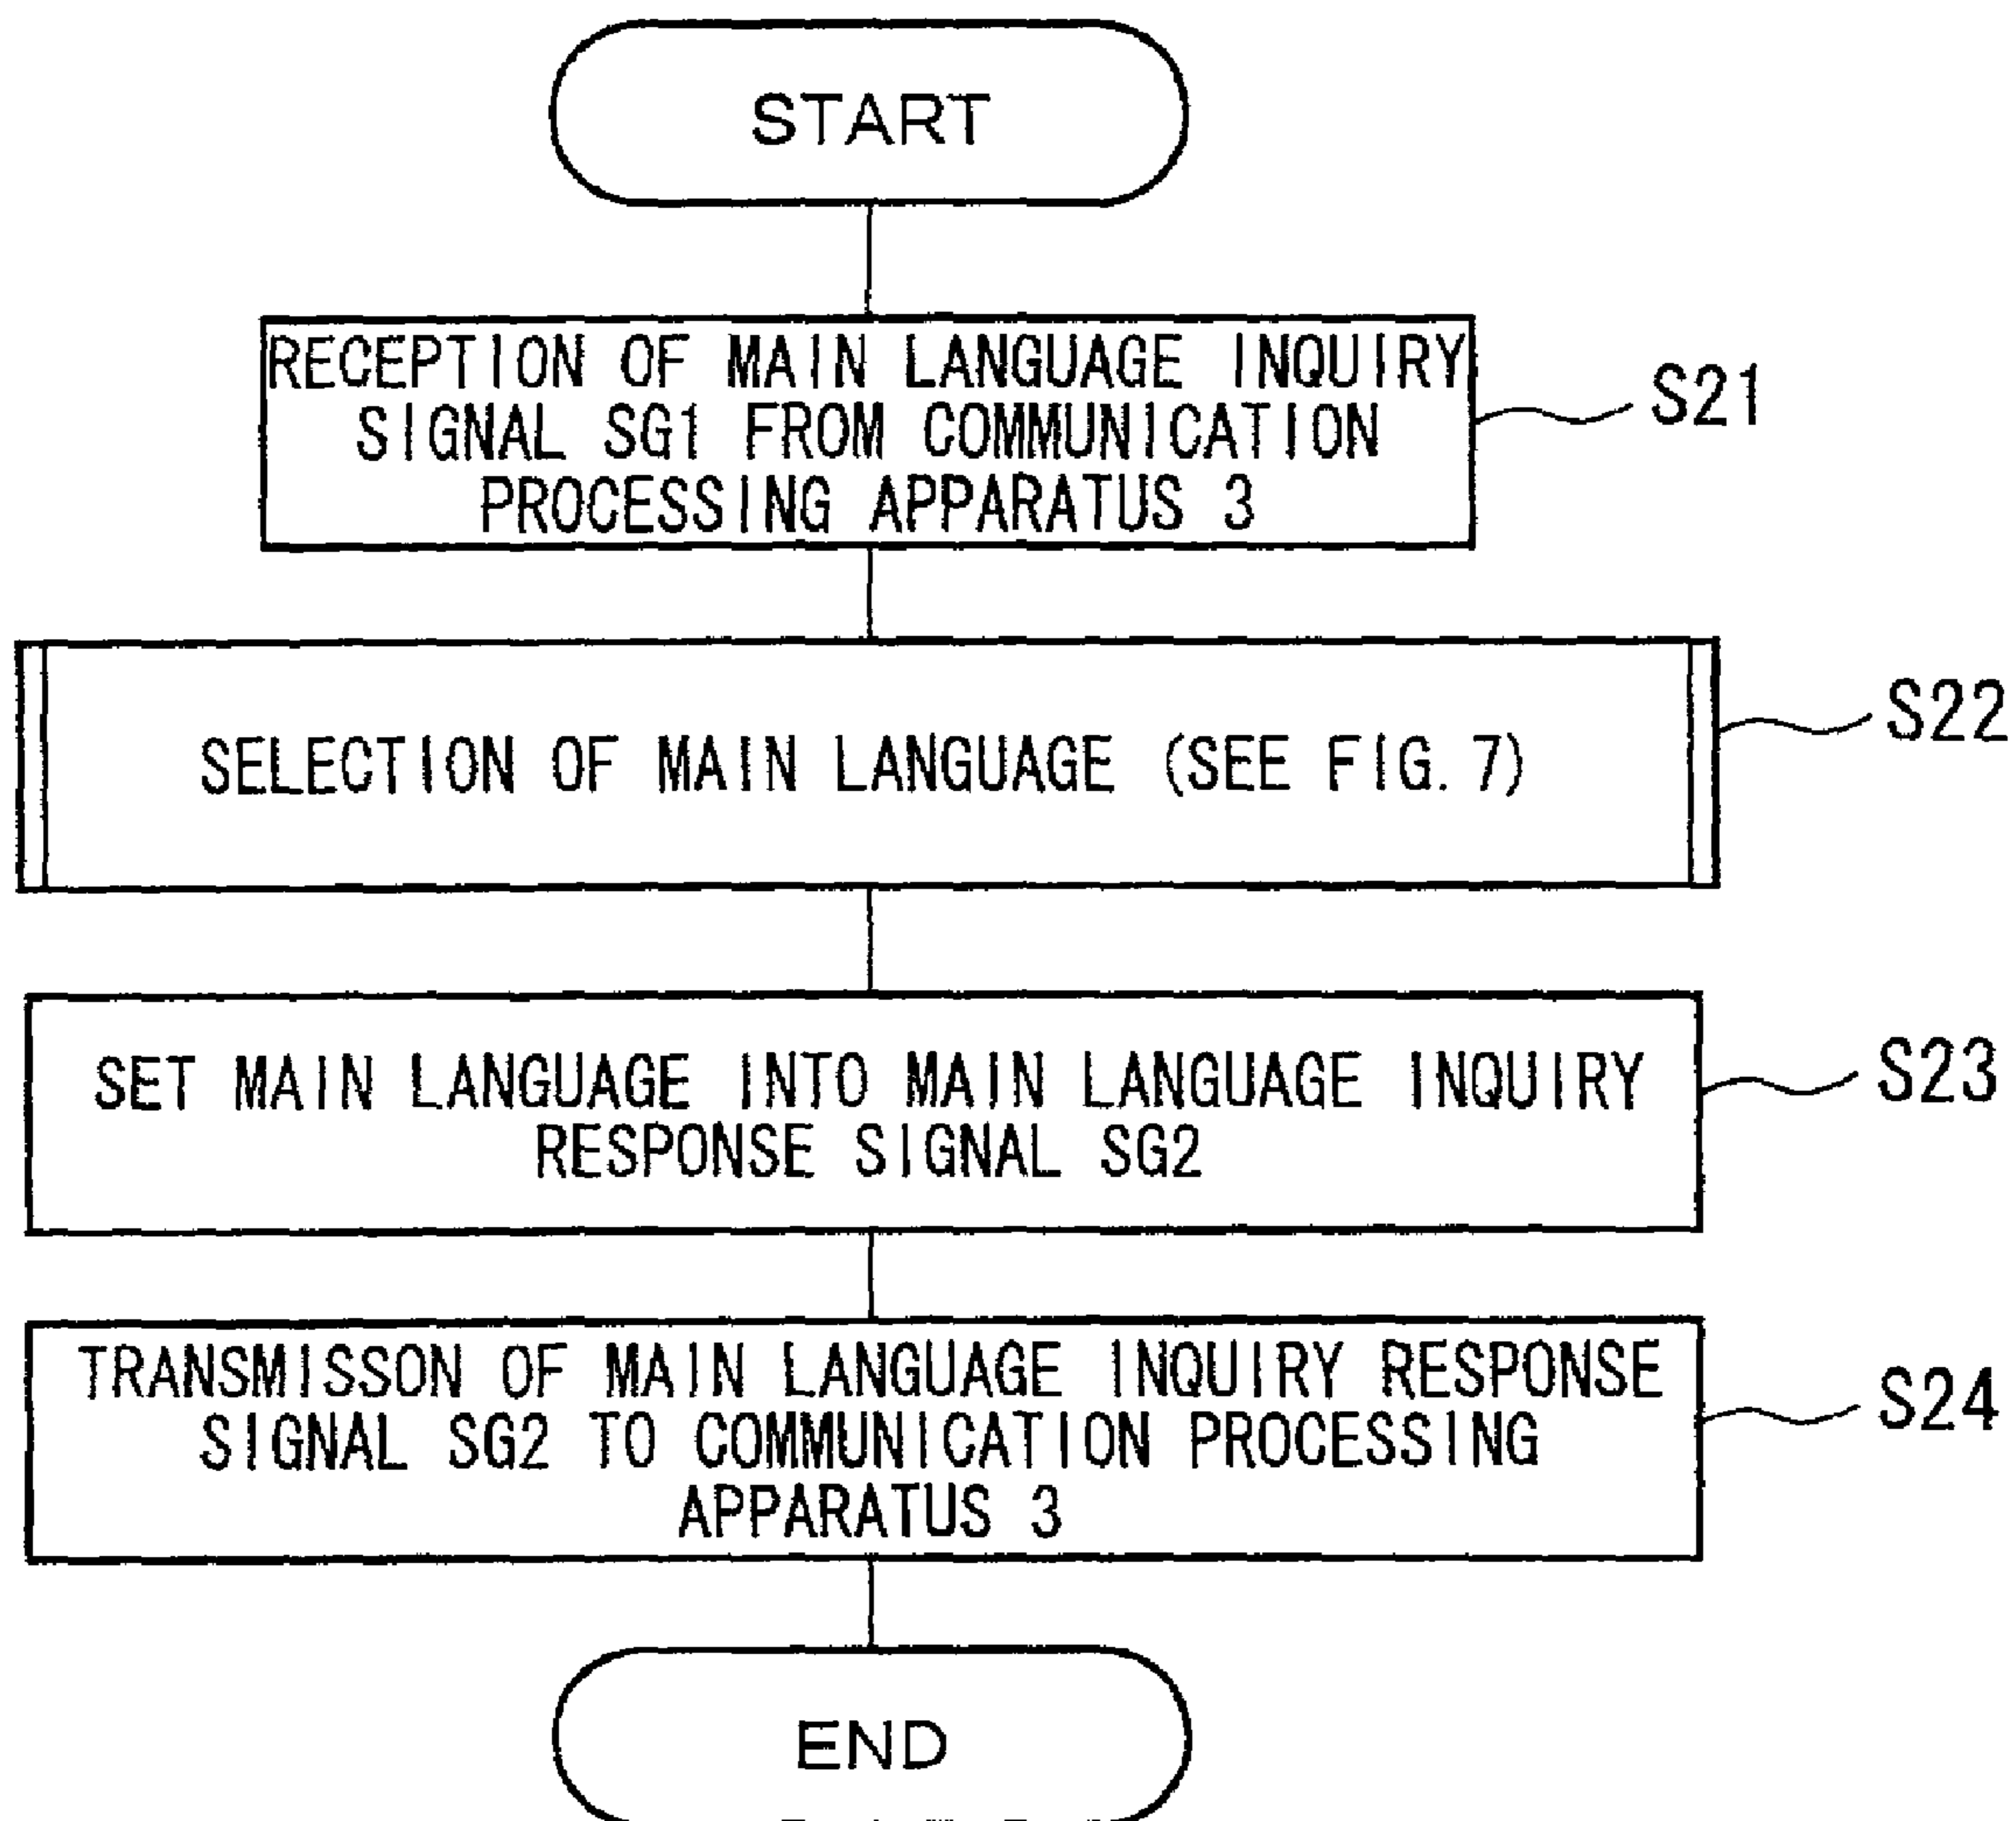 START
RECEPTION OF MAIN LANGUAGE INQUIRY
SIGNAL SG1 FROM COMMUNICATION
PROCESSING APPARATUS 3
S21
SELECTION OF MAIN LANGUAGE (SEE FIG. 7)
S22
SET MAIN LANGUAGE INTO MAIN LANGUAGE INQUIRY
RESPONSE SIGNAL SG2
S23
TRANSMISSON OF MAIN LANGUAGE INQUIRY RESPONSE
SIGNAL SG2 TO COMMUNICATION PROCESSING
APPARATUS 3
S24
END